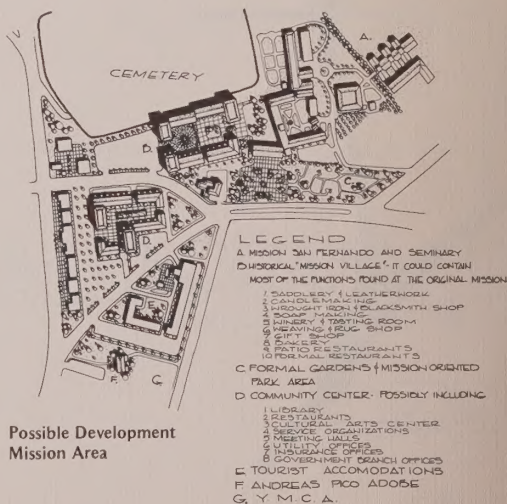 CEMETERY
A.
B.
C.
F.
G.
LEGEND
A. MISSION SAN FERNANDO AND SEMINARY
B. HISTORICAL "MISSION VILLAGE" - IT COULD CONTAIN
MOST OF THE FUNCTIONS FOUND AT THE ORIGINAL MISSION
1. SADDLERY & LEATHERWORK
2. CANDLEMAKING
3. WROUGHT IRON & BLACKSMITH SHOP
4. SOAP MAKING
5. WINERY & TASTING ROOM
6. WEAVING & RUG SHOP
7. GIFT SHOP
8. BAKERY
9. PATIO RESTAURANTS
10. FORMAL RESTAURANTS
C. FORMAL GARDENS & MISSION ORIENTED
PARK AREA
D. COMMUNITY CENTER - POSSIBLY INCLUDING
1. LIBRARY
2. RESTAURANTS
3. CULTURAL ARTS CENTER
4. SERVICE ORGANIZATIONS
5. MEETING HALLS
6. UTILITY OFFICES
7. INSURANCE OFFICES
8. GOVERNMENT BRANCH OFFICES
E. TOURIST ACCOMODATIONS
F. ANDREAS PICO ADOBE
G. Y.M.C.A.
Possible Development
Mission Area